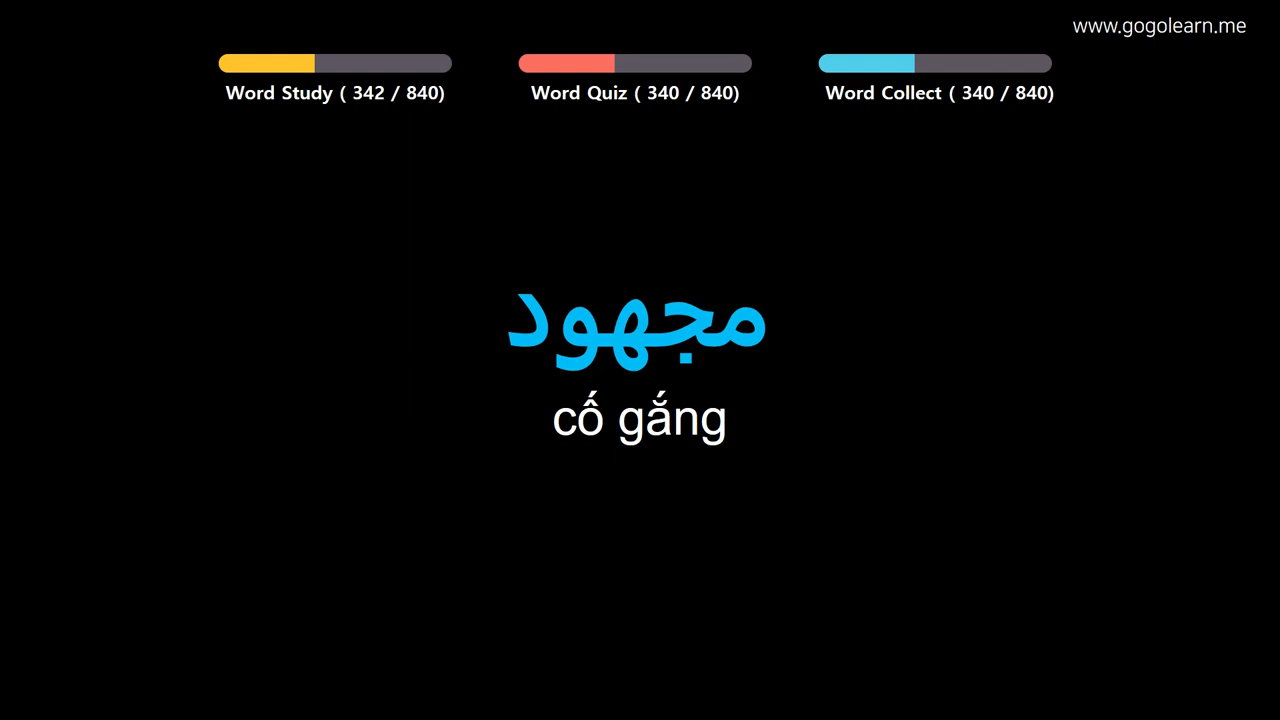 www.gogolearn.me
Word Study ( 342 / 840)
Word Quiz ( 340 / 840)
Word Collect ( 340 / 840)
مجهود
cố gắng